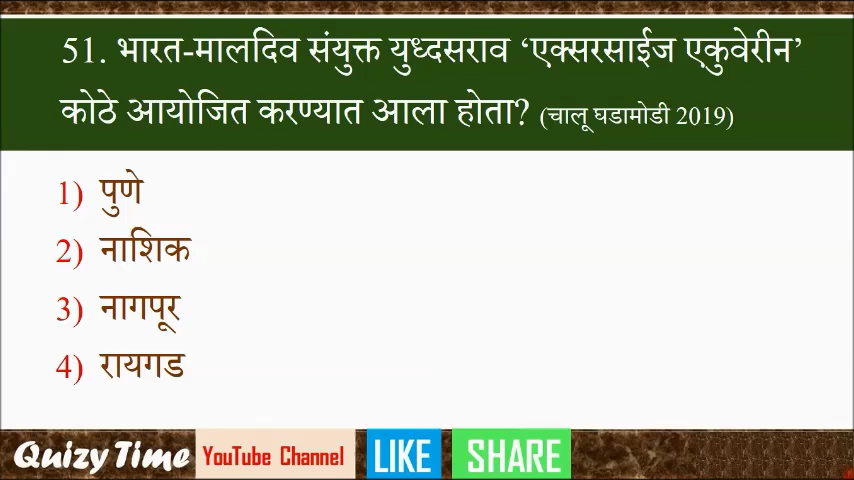 51. भारत-मालदिव संयुक्त युध्दसराव ‘एक्सरसाईज एकुवेरीन’
कोठे आयोजित करण्यात आला होता? (चालू घडामोडी 2019)
1) पुणे
2) नाशिक
3) नागपूर
4) रायगड
Quizy Time YouTube Channel LIKE SHARE